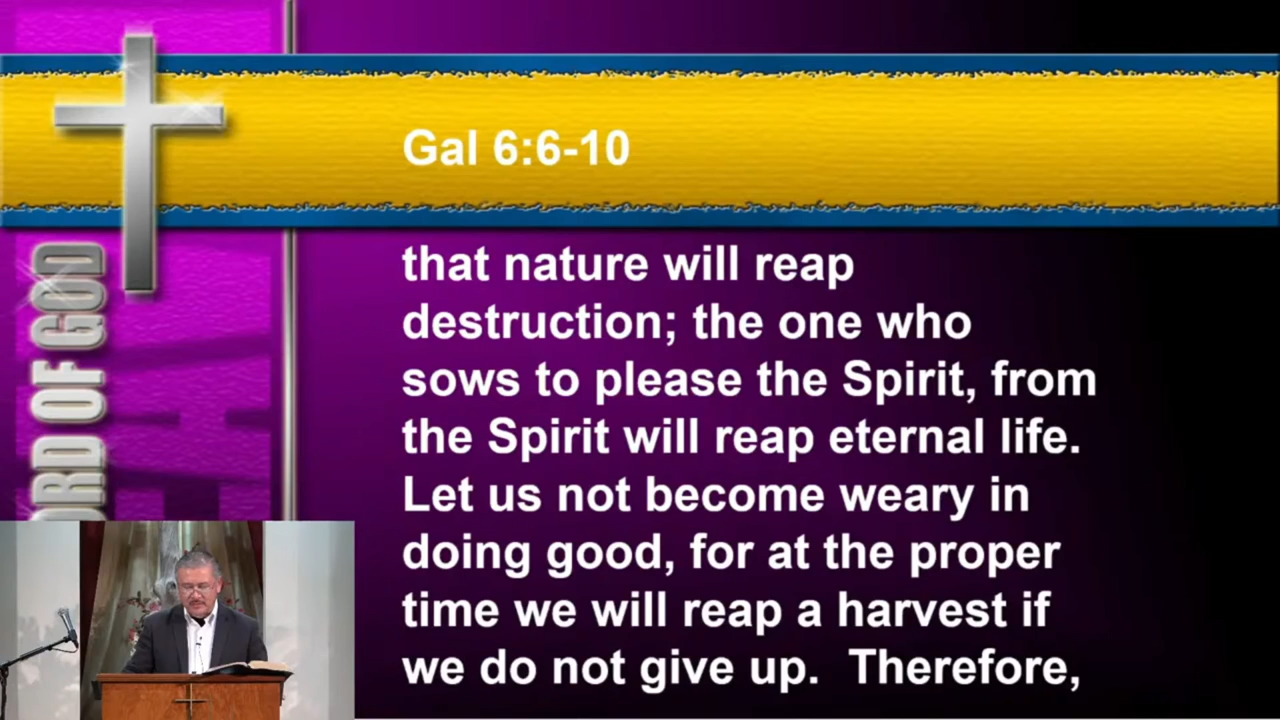 Gal 6:6-10
that nature will reap
destruction; the one who
sows to please the Spirit, from
the Spirit will reap eternal life.
Let us not become weary in
doing good, for at the proper
time we will reap a harvest if
we do not give up.  Therefore,
ORD OF GOD